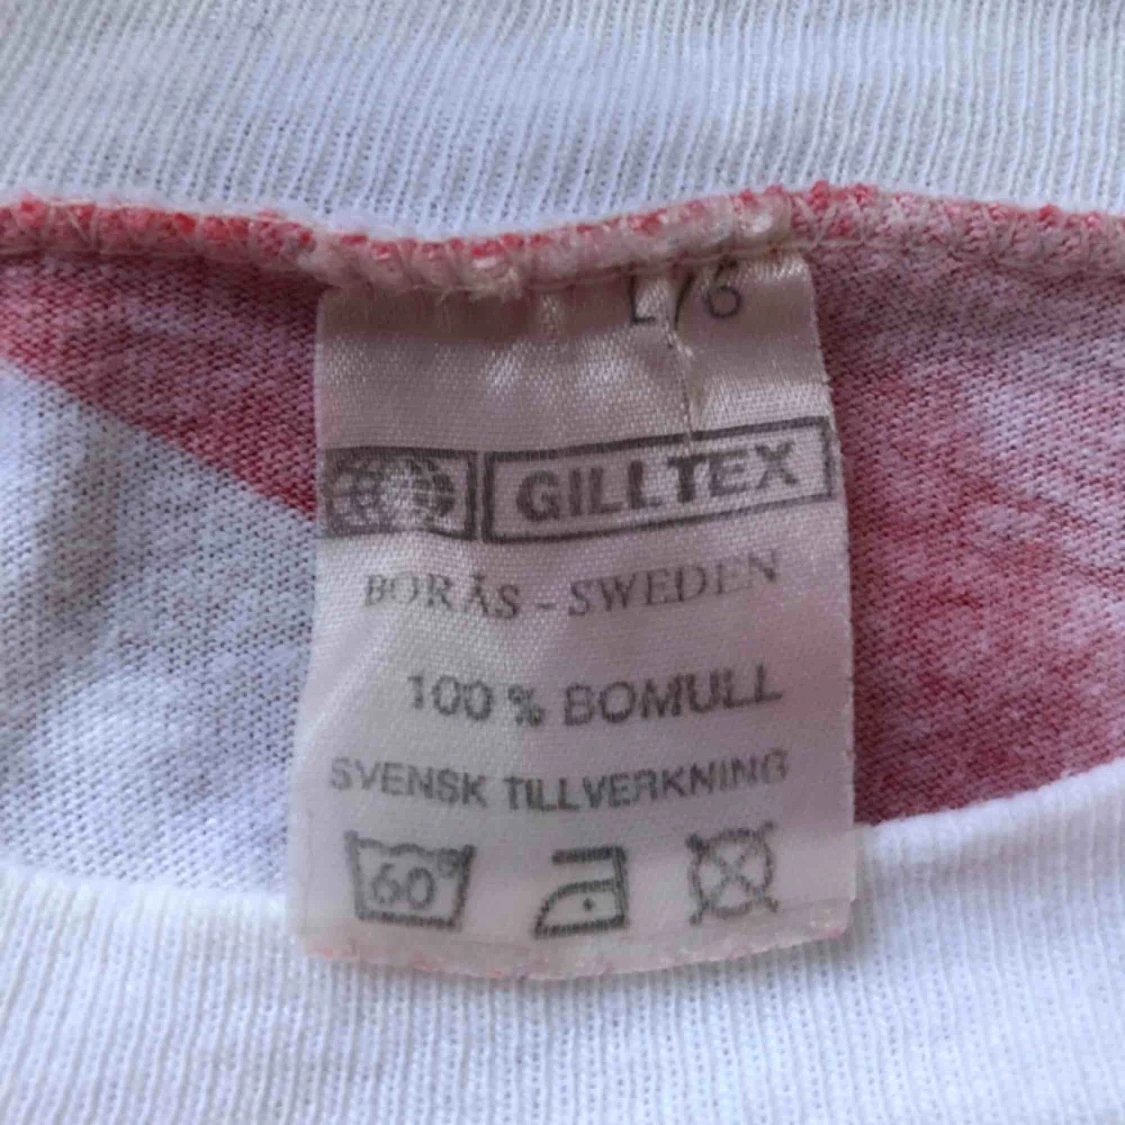 L/6
GILLTEX
BORÅS - SWEDEN
100 % BOMULL
SVENSK TILLVERKNING
60°